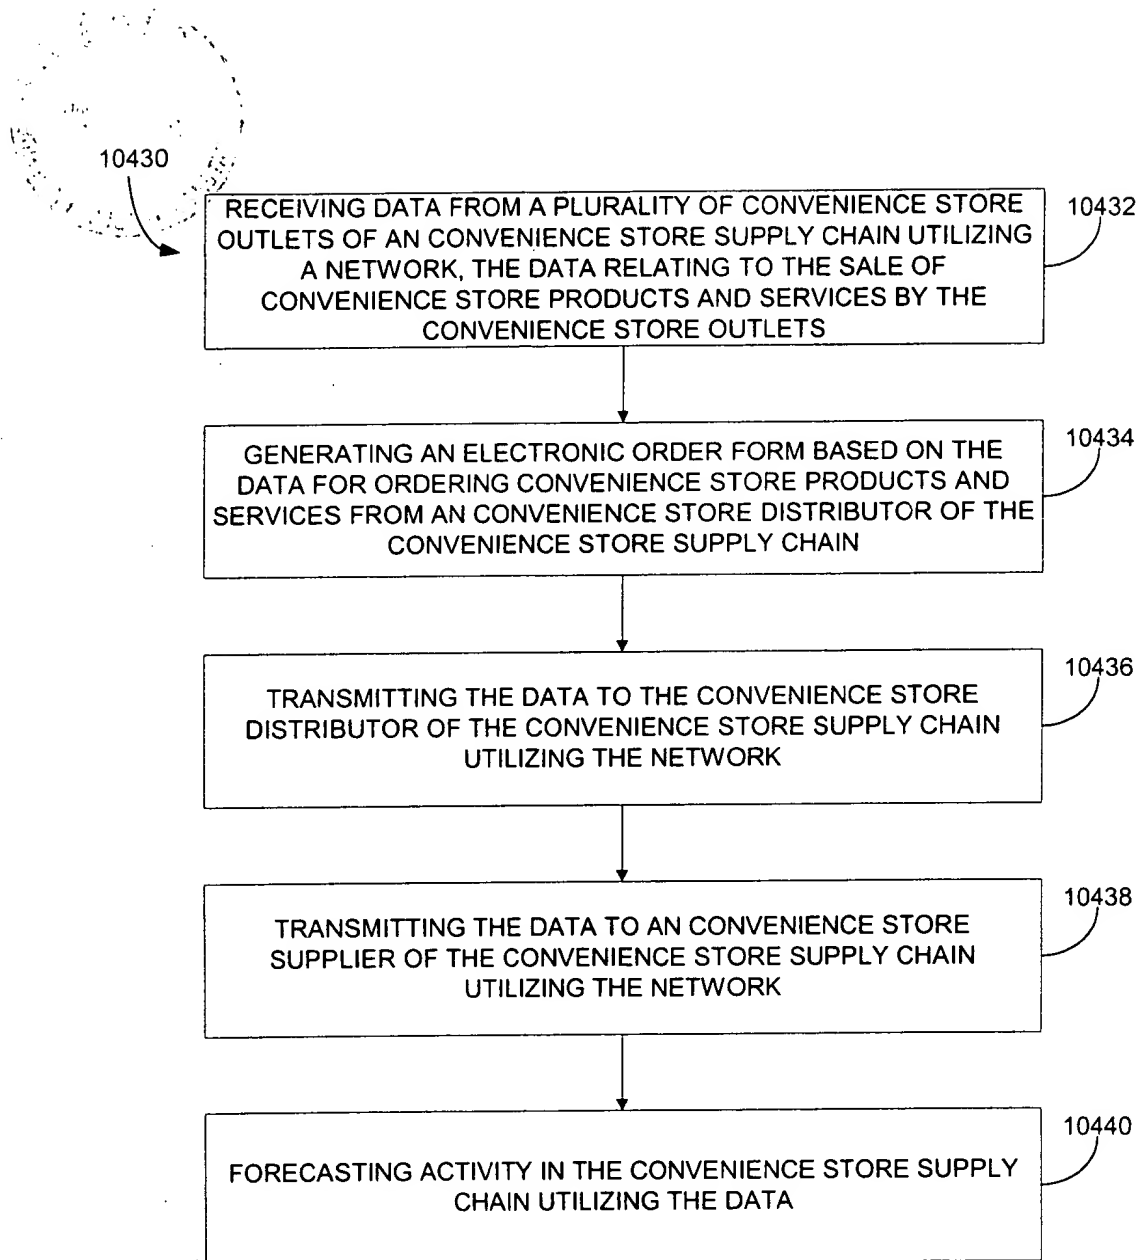 10430
RECEIVING DATA FROM A PLURALITY OF CONVENIENCE STORE
OUTLETS OF AN CONVENIENCE STORE SUPPLY CHAIN UTILIZING
A NETWORK, THE DATA RELATING TO THE SALE OF
CONVENIENCE STORE PRODUCTS AND SERVICES BY THE
CONVENIENCE STORE OUTLETS
10432
GENERATING AN ELECTRONIC ORDER FORM BASED ON THE
DATA FOR ORDERING CONVENIENCE STORE PRODUCTS AND
SERVICES FROM AN CONVENIENCE STORE DISTRIBUTOR OF THE
CONVENIENCE STORE SUPPLY CHAIN
10434
TRANSMITTING THE DATA TO THE CONVENIENCE STORE
DISTRIBUTOR OF THE CONVENIENCE STORE SUPPLY CHAIN
UTILIZING THE NETWORK
10436
TRANSMITTING THE DATA TO AN CONVENIENCE STORE
SUPPLIER OF THE CONVENIENCE STORE SUPPLY CHAIN
UTILIZING THE NETWORK
10438
FORECASTING ACTIVITY IN THE CONVENIENCE STORE SUPPLY
CHAIN UTILIZING THE DATA
10440